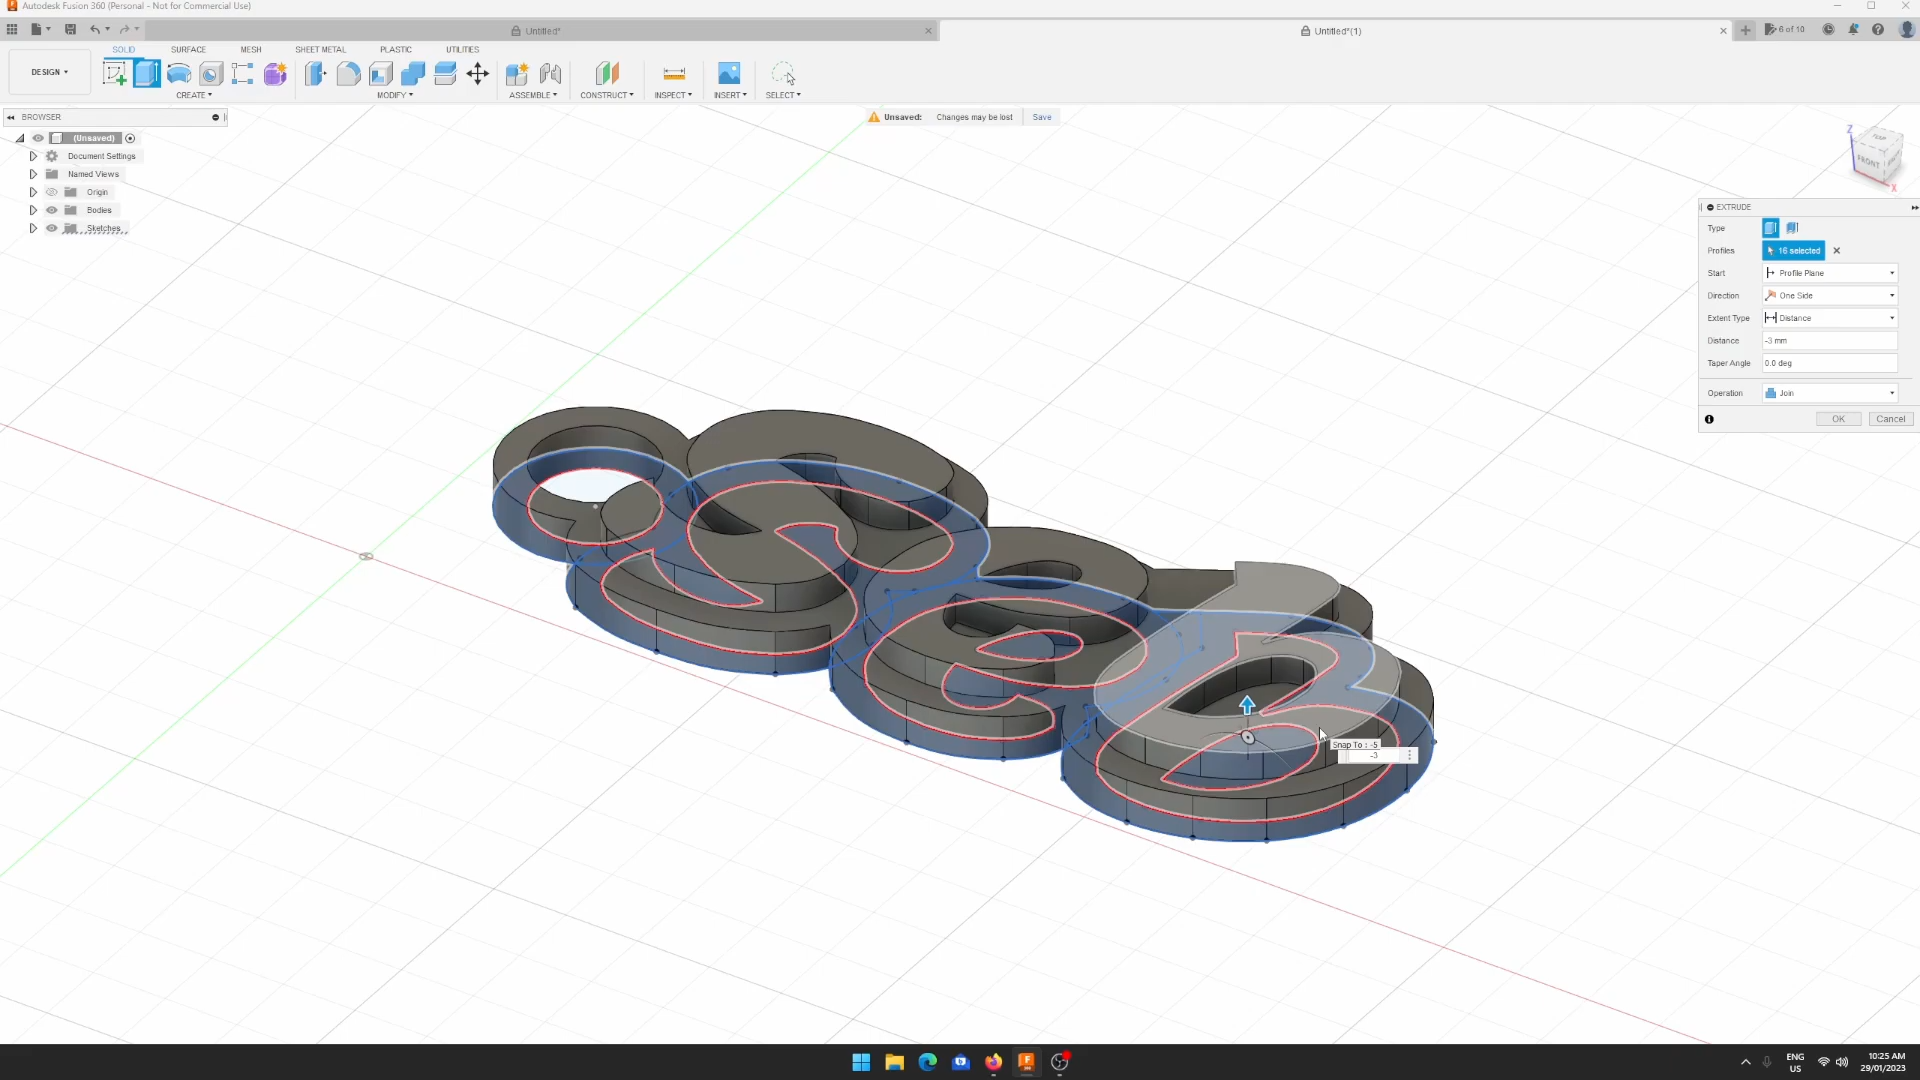 Autodesk Fusion 360 (Personal - Not for Commercial Use)
Untitled*
Untitled*(1)
6 of 10
DESIGN
SOLID
SURFACE
MESH
SHEET METAL
PLASTIC
UTILITIES
CREATE
MODIFY
ASSEMBLE
CONSTRUCT
INSPECT
INSERT
SELECT
BROWSER
Unsaved:
Changes may be lost
Save
(Unsaved)
Document Settings
Named Views
Origin
Bodies
Sketches
Z
TOP
FRONT
X
EXTRUDE
Type
Profiles
16 selected
Start
Profile Plane
Direction
One Side
Extent Type
Distance
Distance
-3 mm
Taper Angle
0.0 deg
Operation
Join
OK
Cancel
Snap To : -5
-3
ENG
US
10:25 AM
29/01/2023